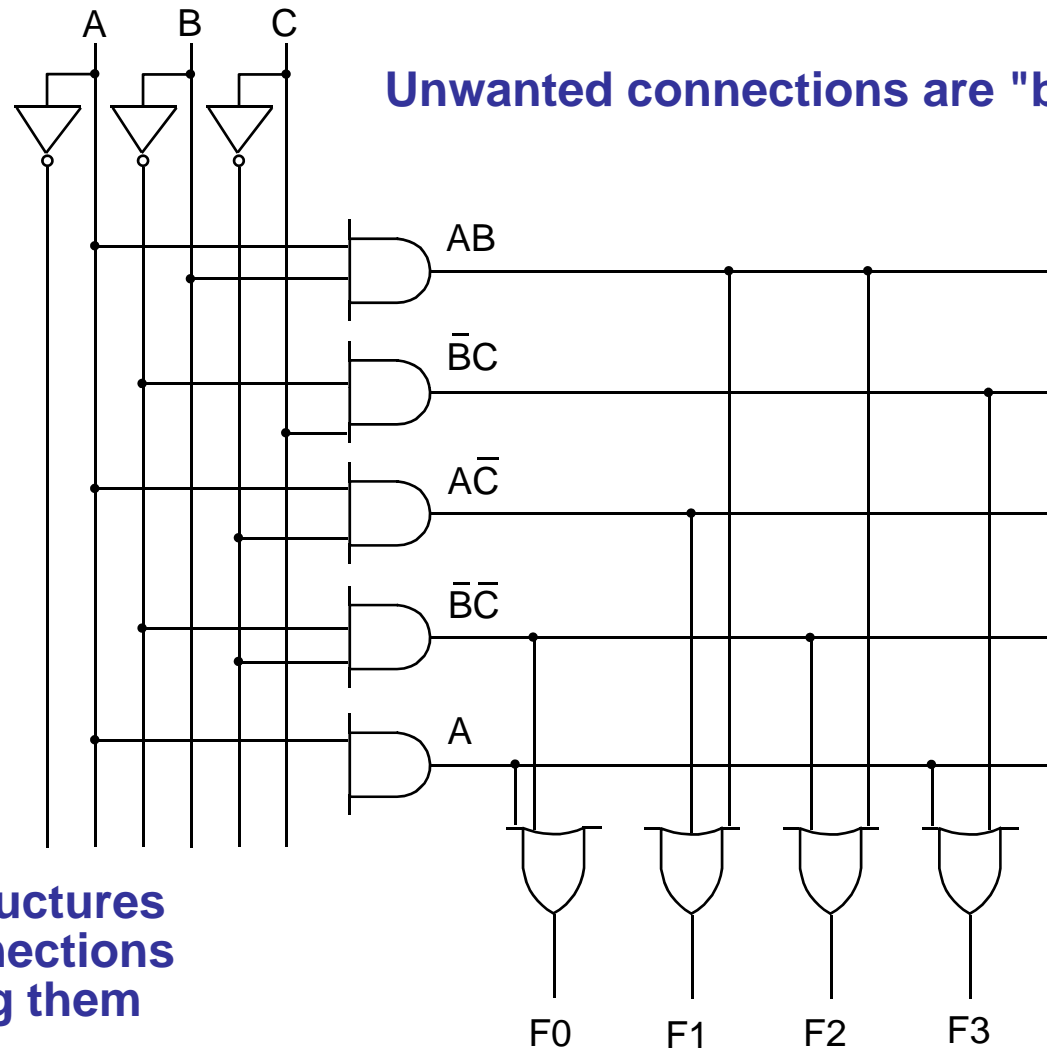 A B C
Unwanted connections are "b
AB
B̅C
AC̅
B̅C̅
A
uctures
nections
g them
F0 F1 F2 F3